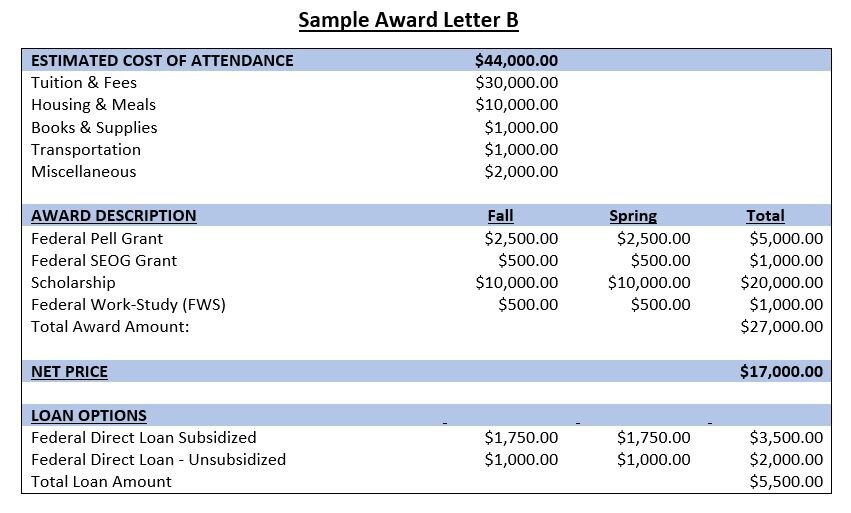 Sample Award Letter B
ESTIMATED COST OF ATTENDANCE $44,000.00
Tuition & Fees $30,000.00
Housing & Meals $10,000.00
Books & Supplies $1,000.00
Transportation $1,000.00
Miscellaneous $2,000.00
AWARD DESCRIPTION Fall Spring Total
Federal Pell Grant $2,500.00 $2,500.00 $5,000.00
Federal SEOG Grant $500.00 $500.00 $1,000.00
Scholarship $10,000.00 $10,000.00 $20,000.00
Federal Work-Study (FWS) $500.00 $500.00 $1,000.00
Total Award Amount: $27,000.00
NET PRICE $17,000.00
LOAN OPTIONS
Federal Direct Loan Subsidized $1,750.00 $1,750.00 $3,500.00
Federal Direct Loan - Unsubsidized $1,000.00 $1,000.00 $2,000.00
Total Loan Amount $5,500.00